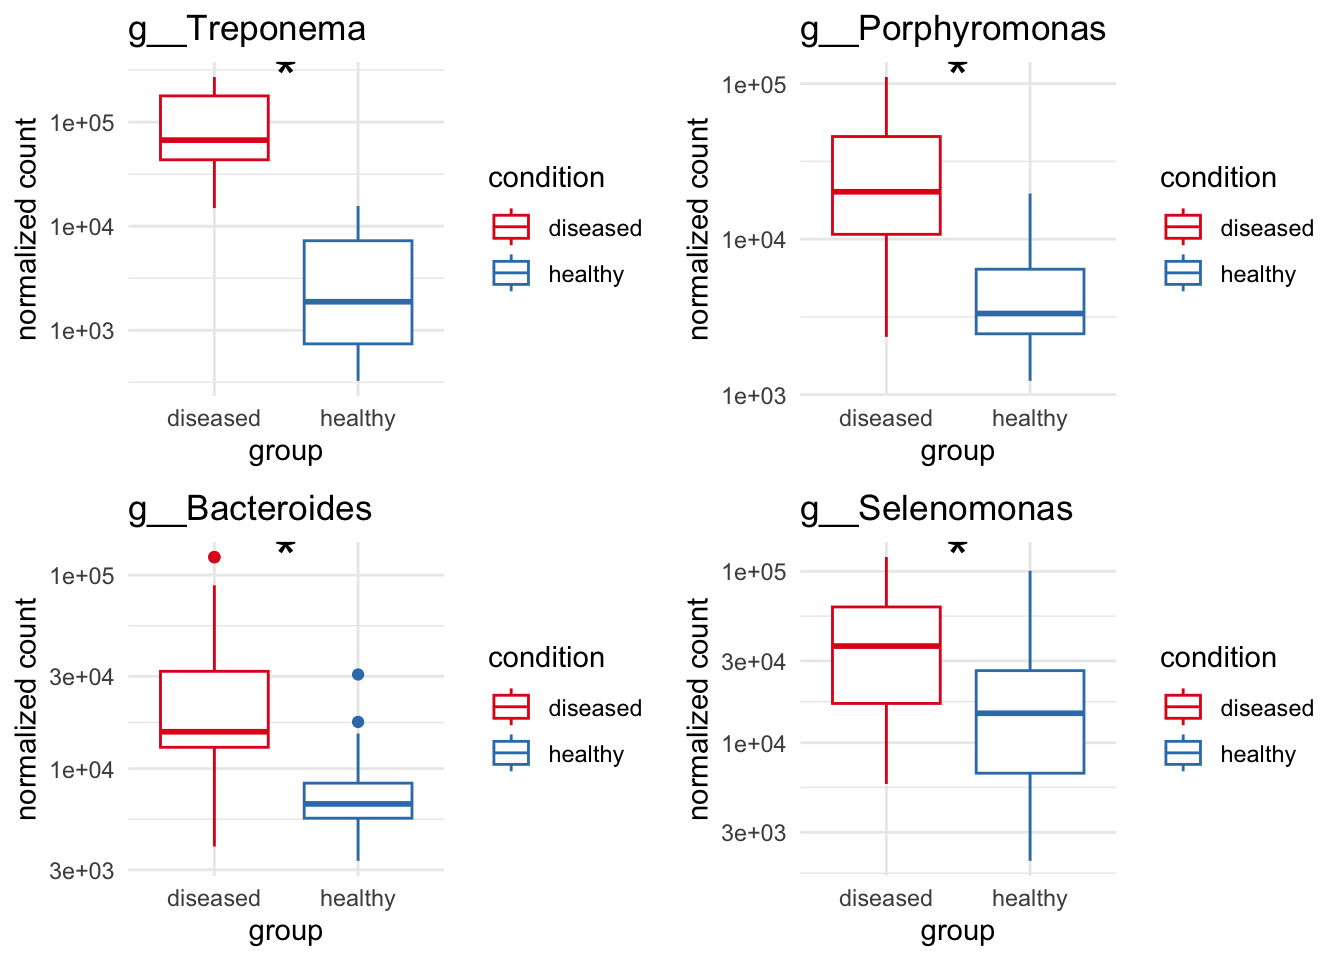 g__Treponema
*
1e+05
1e+04
1e+03
normalized count
diseased healthy
group
condition
diseased
healthy
g__Porphyromonas
*
1e+05
1e+04
1e+03
normalized count
diseased healthy
group
condition
diseased
healthy
g__Bacteroides
*
1e+05
3e+04
1e+04
3e+03
normalized count
diseased healthy
group
condition
diseased
healthy
g__Selenomonas
*
1e+05
3e+04
1e+04
3e+03
normalized count
diseased healthy
group
condition
diseased
healthy